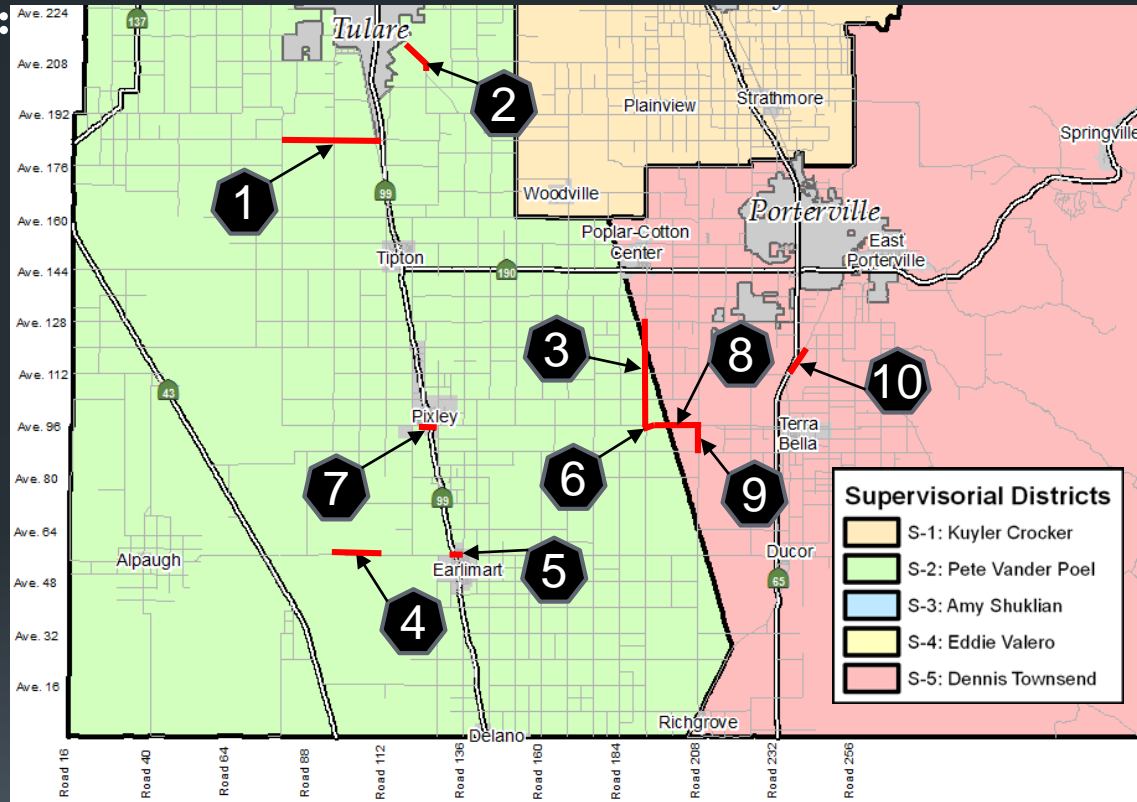 :
Ave. 224
Ave. 208
Ave. 192
Ave. 176
Ave. 160
Ave. 144
Ave. 128
Ave. 112
Ave. 96
Ave. 80
Ave. 64
Ave. 48
Ave. 32
Ave. 16
137
Tulare
2
Plainview
Strathmore
Springville
1
99
Woodville
Porterville
Poplar-Cotton
Center
East
Porterville
Tipton
190
3
8
10
43
Pixley
Terra
Bella
7
6
9
99
Alpaugh
Earlimart
5
4
Ducor
65
Richgrove
Delano
Supervisorial Districts
S-1: Kuyler Crocker
S-2: Pete Vander Poel
S-3: Amy Shuklian
S-4: Eddie Valero
S-5: Dennis Townsend
Road 16
Road 40
Road 64
Road 88
Road 112
Road 136
Road 160
Road 184
Road 208
Road 232
Road 256